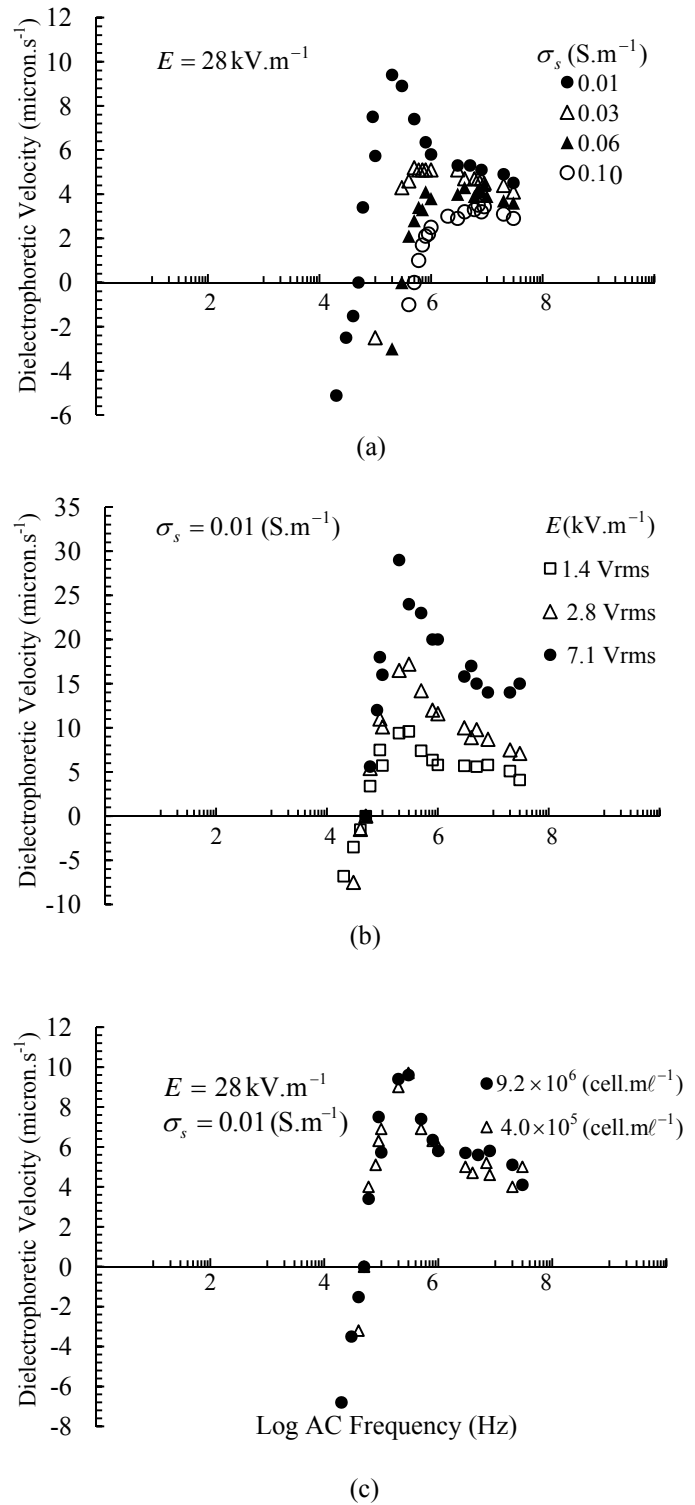 Dielectrophoretic Velocity (micron.s⁻¹)
E = 28 kV.m⁻¹
σₛ (S.m⁻¹)
0.01
0.03
0.06
0.10
12
10
8
6
4
2
0
-2
-4
-6
2 4 6 8
(a)
Dielectrophoretic Velocity (micron.s⁻¹)
σₛ = 0.01 (S.m⁻¹)
E(kV.m⁻¹)
1.4 Vrms
2.8 Vrms
7.1 Vrms
35
30
25
20
15
10
5
0
-5
-10
2 4 6 8
(b)
Dielectrophoretic Velocity (micron.s⁻¹)
E = 28 kV.m⁻¹
σₛ = 0.01 (S.m⁻¹)
9.2×10⁶ (cell.mℓ⁻¹)
4.0×10⁵ (cell.mℓ⁻¹)
12
10
8
6
4
2
0
-2
-4
-6
-8
2 4 6 8
Log AC Frequency (Hz)
(c)